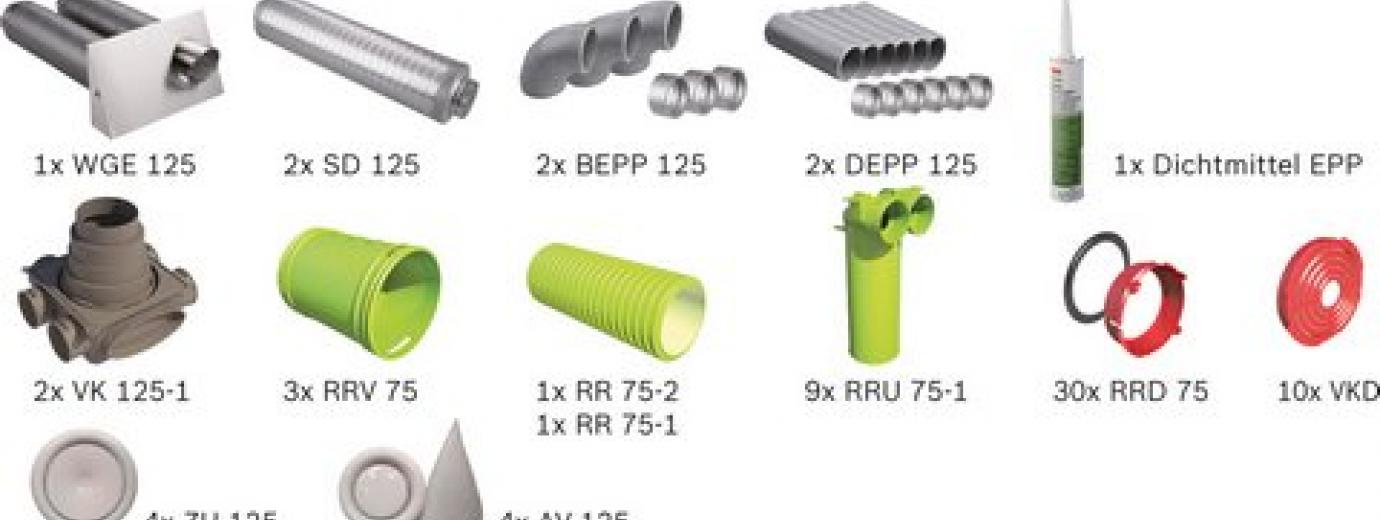 1x WGE 125
2x SD 125
2x BEPP 125
2x DEPP 125
1x Dichtmittel EPP
2x VK 125-1
3x RRV 75
1x RR 75-2
1x RR 75-1
9x RRU 75-1
30x RRD 75
10x VKD
4x ZU 125
4x AV 125